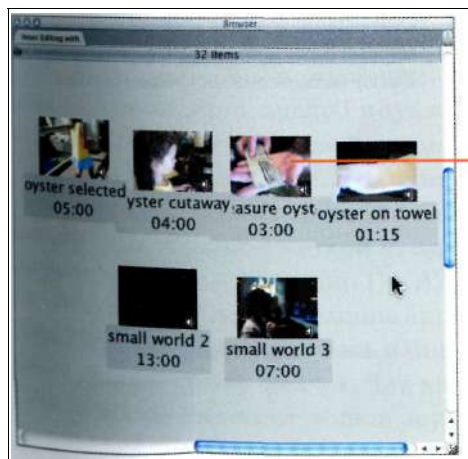 Browser
32 items
oyster selected
05:00
yster cutaway
04:00
easure oyst
03:00
oyster on towel
01:15
small world 2
13:00
small world 3
07:00